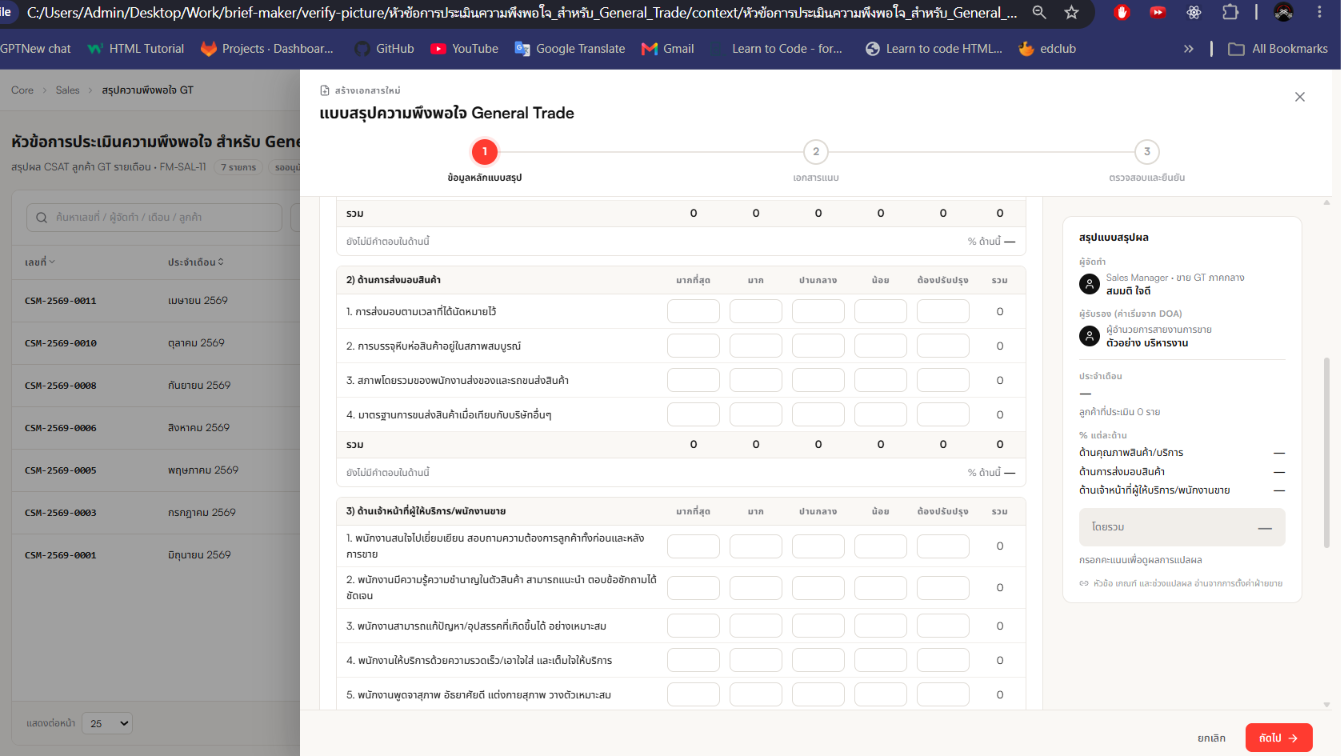 C:/Users/Admin/Desktop/Work/brief-maker/verify-picture/หัวข้อการประเมินความพึงพอใจ_สำหรับ_General_Trade/context/หัวข้อการประเมินความพึงพอใจ_สำหรับ_General_...
GPTNew chat
HTML Tutorial
Projects - Dashboar...
GitHub
YouTube
Google Translate
Gmail
Learn to Code - for...
Learn to code HTML...
edclub
All Bookmarks
Core > Sales > สรุปความพึงพอใจ GT
หัวข้อการประเมินความพึงพอใจ สำหรับ Gene
สรุปผล CSAT ลูกค้า GT รายเดือน • FM-SAL-11
7 รายการ
ค้นหาเลขที่ / ผู้จัดทำ / เดือน / ลูกค้า
เลขที่
ประจำเดือน
CSM-2569-0011 เมษายน 2569
CSM-2569-0010 ตุลาคม 2569
CSM-2569-0008 กันยายน 2569
CSM-2569-0006 สิงหาคม 2569
CSM-2569-0005 พฤษภาคม 2569
CSM-2569-0003 กรกฎาคม 2569
CSM-2569-0001 มิถุนายน 2569
แสดงต่อหน้า 25
สร้างเอกสารใหม่
แบบสรุปความพึงพอใจ General Trade
1
ข้อมูลหลักแบบสรุป
2
เอกสารแนบ
3
ตรวจสอบและยืนยัน
รวม 0 0 0 0 0 0
ยังไม่มีคำตอบในด้านนี้ % ด้านนี้ —
2) ด้านการส่งมอบสินค้า มากที่สุด มาก ปานกลาง น้อย ต้องปรับปรุง รวม
1. การส่งมอบตามเวลาที่ได้นัดหมายไว้ 0
2. การบรรจุหีบห่อสินค้าอยู่ในสภาพสมบูรณ์ 0
3. สภาพโดยรวมของพนักงานส่งของและรถขนส่งสินค้า 0
4. มาตรฐานการขนส่งสินค้าเมื่อเทียบกับบริษัทอื่นๆ 0
รวม 0 0 0 0 0 0
ยังไม่มีคำตอบในด้านนี้ % ด้านนี้ —
3) ด้านเจ้าหน้าที่ผู้ให้บริการ/พนักงานขาย มากที่สุด มาก ปานกลาง น้อย ต้องปรับปรุง รวม
1. พนักงานสนใจไปเยี่ยมเยียน สอบถามความต้องการลูกค้าทั้งก่อนและหลัง
การขาย 0
2. พนักงานมีความรู้ความชำนาญในตัวสินค้า สามารถแนะนำ ตอบข้อซักถามได้
ชัดเจน 0
3. พนักงานสามารถแก้ปัญหา/อุปสรรคที่เกิดขึ้นได้ อย่างเหมาะสม 0
4. พนักงานให้บริการด้วยความรวดเร็ว/เอาใจใส่ และเต็มใจให้บริการ 0
5. พนักงานพูดจาสุภาพ อัธยาศัยดี แต่งกายสุภาพ วางตัวเหมาะสม 0
สรุปแบบสรุปผล
ผู้จัดทำ
Sales Manager • ขาย GT ภาคกลาง
สมมติ ใจดี
ผู้รับรอง (ค่าเริ่มจาก DOA)
ผู้อำนวยการสายงานการขาย
ตัวอย่าง บริหารงาน
ประจำเดือน
—
ลูกค้าที่ประเมิน 0 ราย
% แต่ละด้าน
ด้านคุณภาพสินค้า/บริการ —
ด้านการส่งมอบสินค้า —
ด้านเจ้าหน้าที่ผู้ให้บริการ/พนักงานขาย —
โดยรวม —
กรอกคะแนนเพื่อดูผลการแปลผล
หัวข้อ เกณฑ์ และช่วงแปลผล อ่านจากการตั้งค่าฝ่ายขาย
ยกเลิก
ถัดไป →